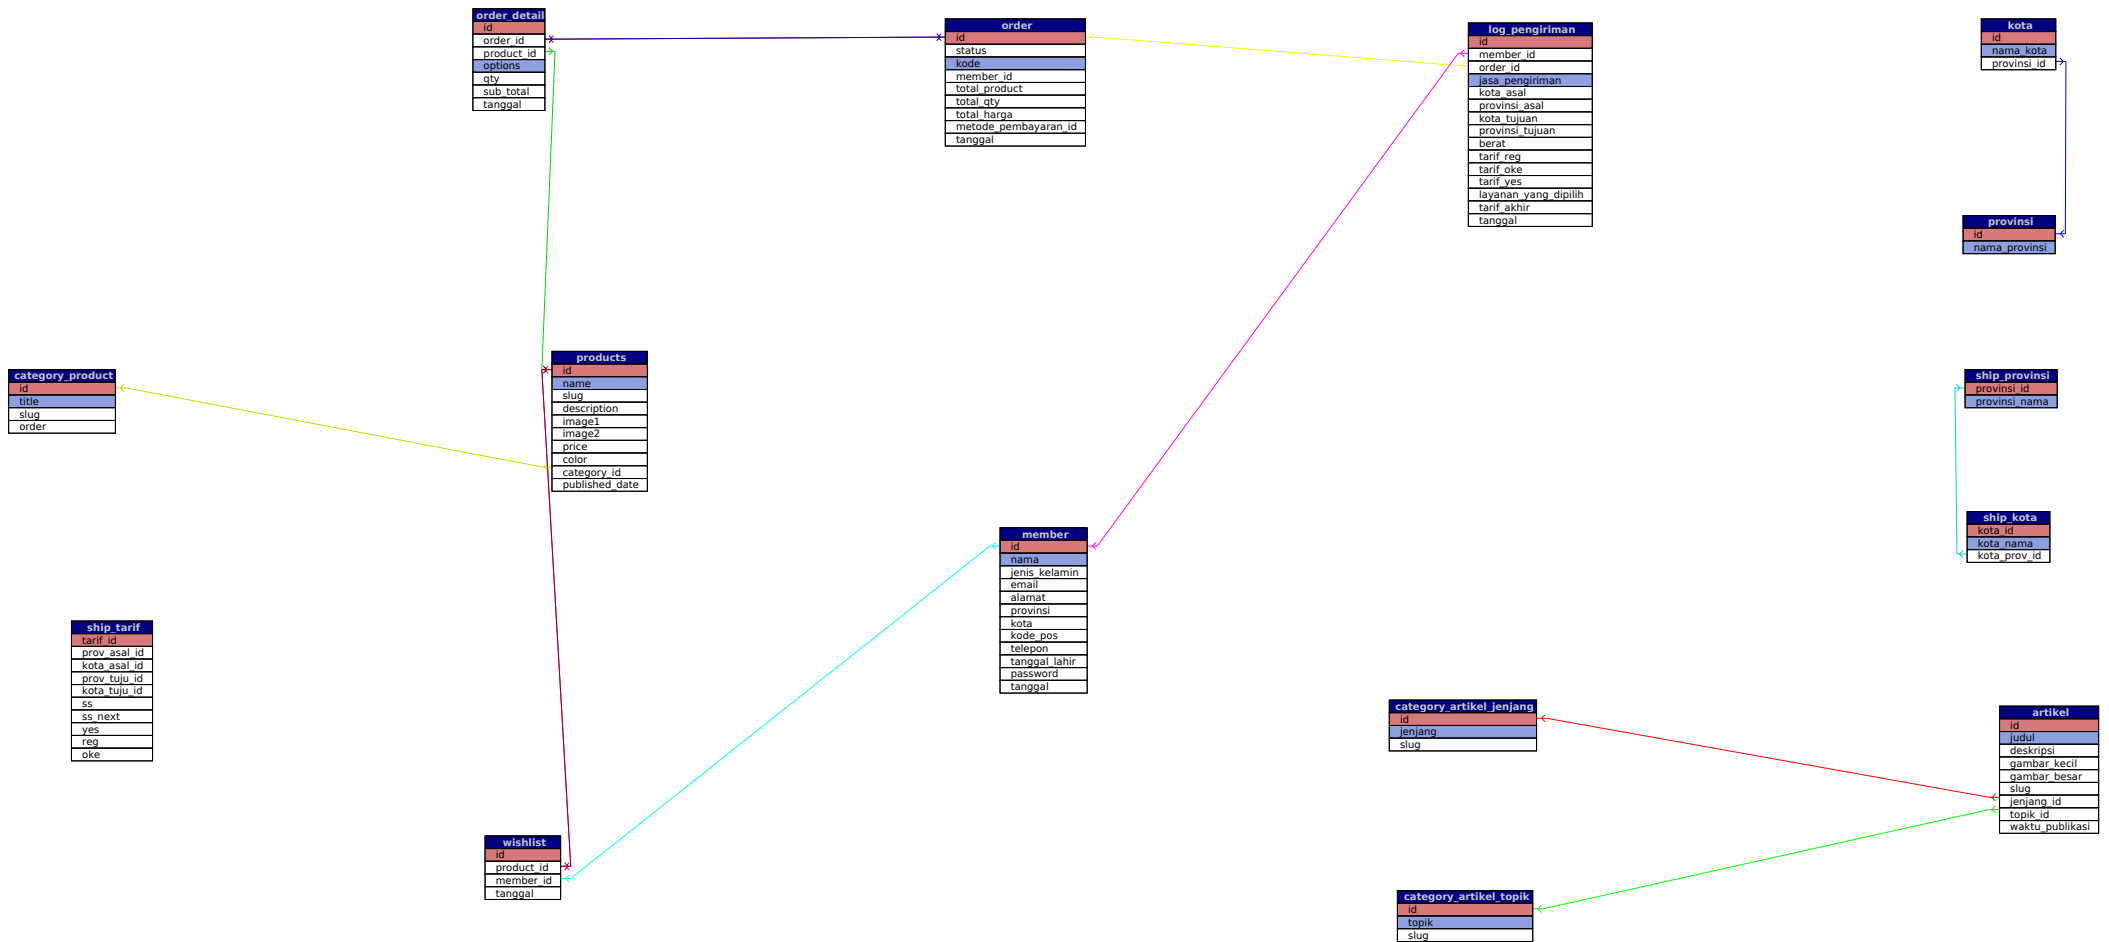 order_detail
id
order_id
product_id
options
qty
sub_total
tanggal
order
id
status
kode
member_id
total_product
total_qty
total_harga
metode_pembayaran_id
tanggal
log_pengiriman
id
member_id
order_id
jasa_pengiriman
kota_asal
provinsi_asal
kota_tujuan
provinsi_tujuan
berat
tarif_reg
tarif_oke
tarif_yes
layanan_yang_dipilih
tarif_akhir
tanggal
kota
id
nama_kota
provinsi_id
provinsi
id
nama_provinsi
category_product
id
title
slug
order
products
id
name
slug
description
image1
image2
price
color
category_id
published_date
ship_provinsi
provinsi_id
provinsi_nama
ship_kota
kota_id
kota_nama
kota_prov_id
member
id
nama
jenis_kelamin
email
alamat
provinsi
kota
kode_pos
telepon
tanggal_lahir
password
tanggal
ship_tarif
tarif_id
prov_asal_id
kota_asal_id
prov_tuju_id
kota_tuju_id
ss
ss_next
yes
reg
oke
category_artikel_jenjang
id
jenjang
slug
artikel
id
judul
deskripsi
gambar_kecil
gambar_besar
slug
jenjang_id
topik_id
waktu_publikasi
wishlist
id
product_id
member_id
tanggal
category_artikel_topik
id
topik
slug